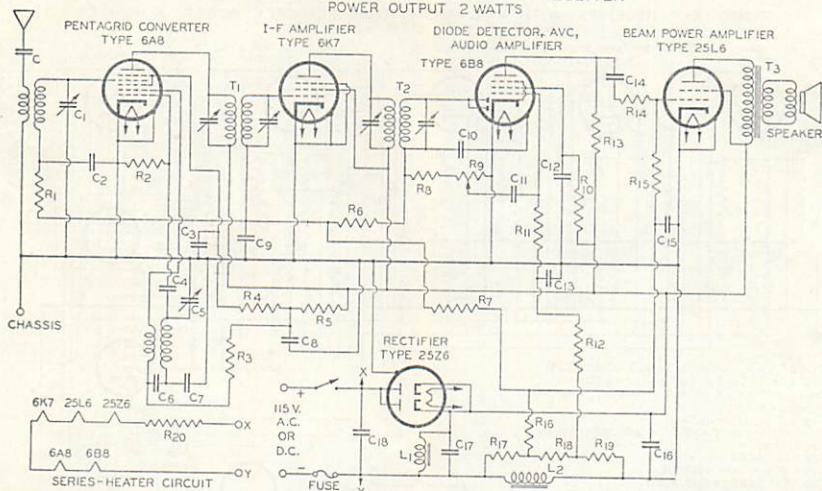 POWER OUTPUT 2 WATTS
PENTAGRID CONVERTER
TYPE 6A8
I-F AMPLIFIER
TYPE 6K7
DIODE DETECTOR, AVC,
AUDIO AMPLIFIER
TYPE 6B8
BEAM POWER AMPLIFIER
TYPE 25L6
C
C1
T1
T2
C14
T3
R14
SPEAKER
C10
C12
R13
C2
R2
R8
R9
R10
R15
R1
C11
R6
C3
C9
R11
C15
C4
C13
C5
R4
R7
CHASSIS
R5
R3
C8
RECTIFIER
TYPE 25Z6
R12
C6
C7
+
X
6K7 25L6 25Z6
115 V.
A.C.
OR
D.C.
R20
X
C18
L1
C17
R16
R17
R18
R19
C16
6A8 6B8
Y
L2
SERIES-HEATER CIRCUIT
FUSE